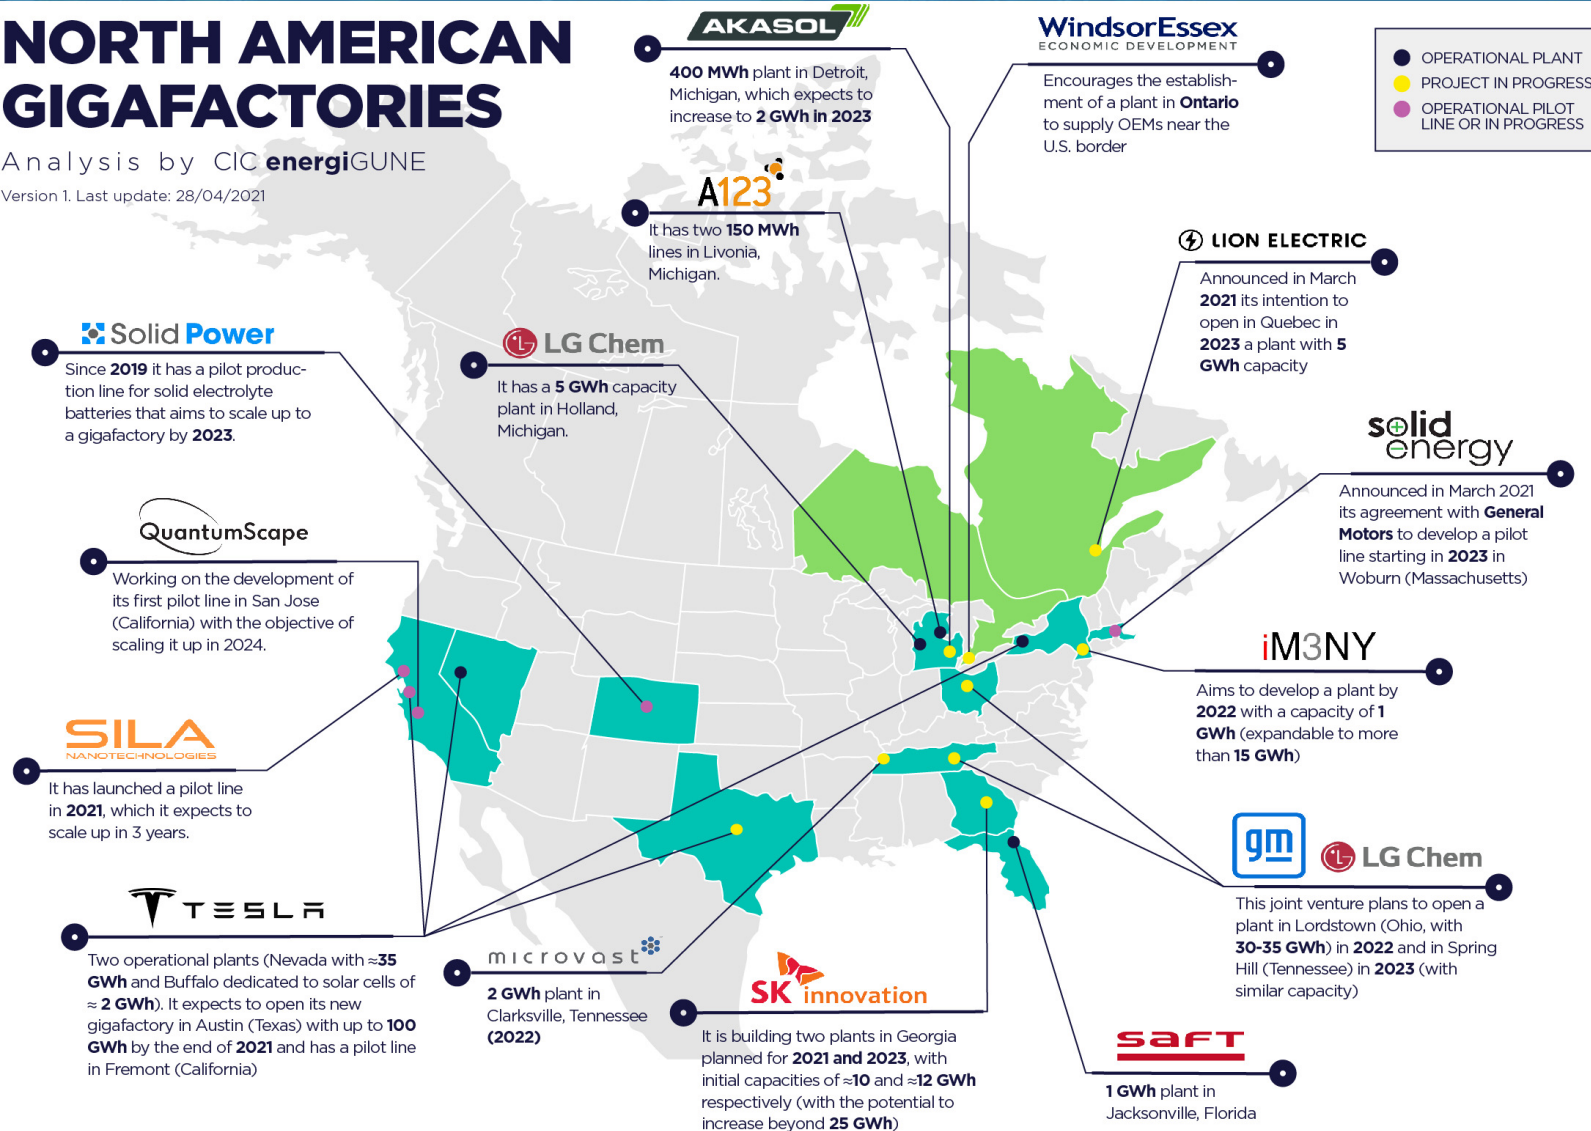 NORTH AMERICAN
GIGAFACTORIES
Analysis by CIC energiGUNE
Version 1. Last update: 28/04/2021
AKASOL
400 MWh plant in Detroit,
Michigan, which expects to
increase to 2 GWh in 2023
WindsorEssex
ECONOMIC DEVELOPMENT
Encourages the establish-
ment of a plant in Ontario
to supply OEMs near the
U.S. border
OPERATIONAL PLANT
PROJECT IN PROGRESS
OPERATIONAL PILOT
LINE OR IN PROGRESS
A123
It has two 150 MWh
lines in Livonia,
Michigan.
LION ELECTRIC
Announced in March
2021 its intention to
open in Quebec in
2023 a plant with 5
GWh capacity
Solid Power
Since 2019 it has a pilot produc-
tion line for solid electrolyte
batteries that aims to scale up to
a gigafactory by 2023.
LG Chem
It has a 5 GWh capacity
plant in Holland,
Michigan.
solid
energy
Announced in March 2021
its agreement with General
Motors to develop a pilot
line starting in 2023 in
Woburn (Massachusetts)
QuantumScape
Working on the development of
its first pilot line in San Jose
(California) with the objective of
scaling it up in 2024.
iM3NY
Aims to develop a plant by
2022 with a capacity of 1
GWh (expandable to more
than 15 GWh)
SILA
NANOTECHNOLOGIES
It has launched a pilot line
in 2021, which it expects to
scale up in 3 years.
gm
LG Chem
This joint venture plans to open a
plant in Lordstown (Ohio, with
30-35 GWh) in 2022 and in Spring
Hill (Tennessee) in 2023 (with
similar capacity)
TESLA
Two operational plants (Nevada with ≈35
GWh and Buffalo dedicated to solar cells of
≈ 2 GWh). It expects to open its new
gigafactory in Austin (Texas) with up to 100
GWh by the end of 2021 and has a pilot line
in Fremont (California)
microvast
2 GWh plant in
Clarksville, Tennessee
(2022)
SK innovation
It is building two plants in Georgia
planned for 2021 and 2023, with
initial capacities of ≈10 and ≈12 GWh
respectively (with the potential to
increase beyond 25 GWh)
SAFT
1 GWh plant in
Jacksonville, Florida